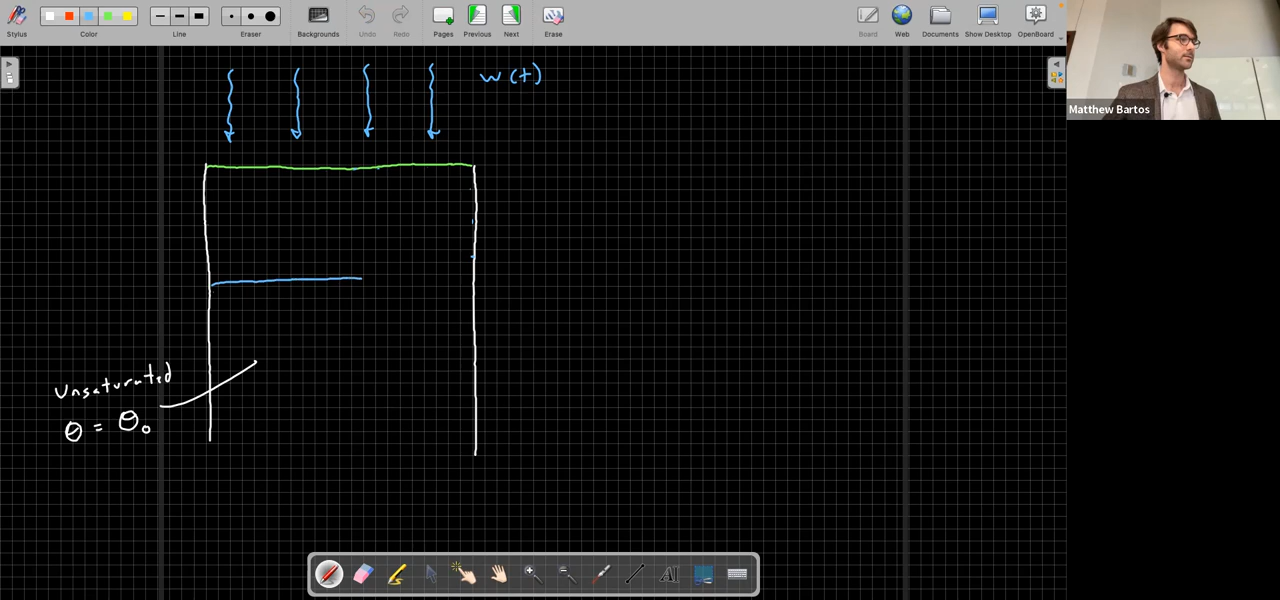 Stylus Color Line Eraser Backgrounds Undo Redo Pages Previous Next Erase Board Web Documents Show Desktop OpenBoard
w(t)
Matthew Bartos
Unsaturated
θ = θ₀
AI